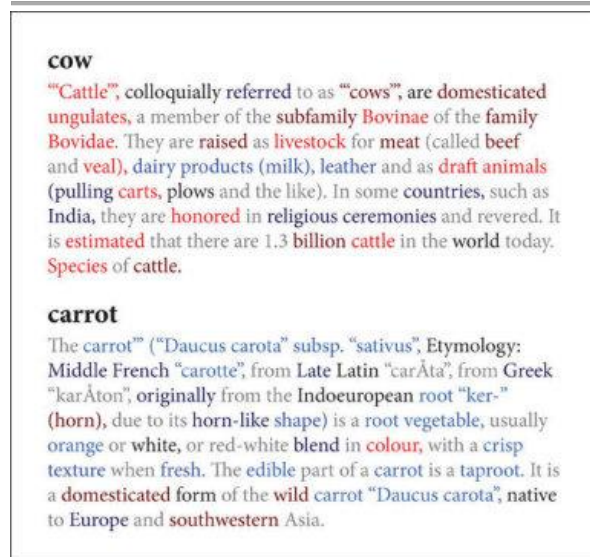 cow
"'Cattle'", colloquially referred to as "'cows'", are domesticated
ungulates, a member of the subfamily Bovinae of the family
Bovidae. They are raised as livestock for meat (called beef
and veal), dairy products (milk), leather and as draft animals
(pulling carts, plows and the like). In some countries, such as
India, they are honored in religious ceremonies and revered. It
is estimated that there are 1.3 billion cattle in the world today.
Species of cattle.
carrot
The carrot'" ("Daucus carota" subsp. "sativus", Etymology:
Middle French "carotte", from Late Latin "carÅta", from Greek
"karÅton", originally from the Indoeuropean root "ker-"
(horn), due to its horn-like shape) is a root vegetable, usually
orange or white, or red-white blend in colour, with a crisp
texture when fresh. The edible part of a carrot is a taproot. It is
a domesticated form of the wild carrot "Daucus carota", native
to Europe and southwestern Asia.